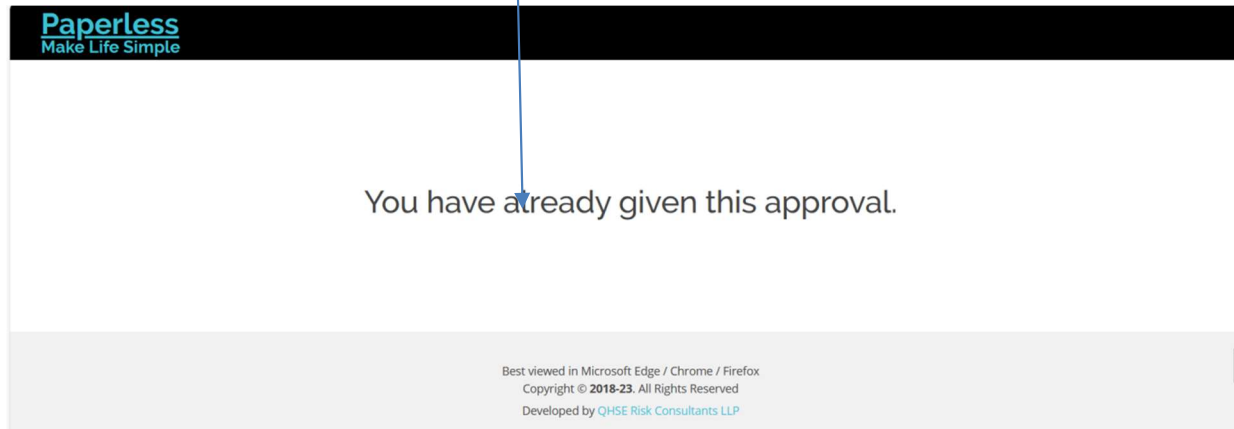 Paperless
Make Life Simple
You have already given this approval.
Best viewed in Microsoft Edge / Chrome / Firefox
Copyright © 2018-23. All Rights Reserved
Developed by QHSE Risk Consultants LLP